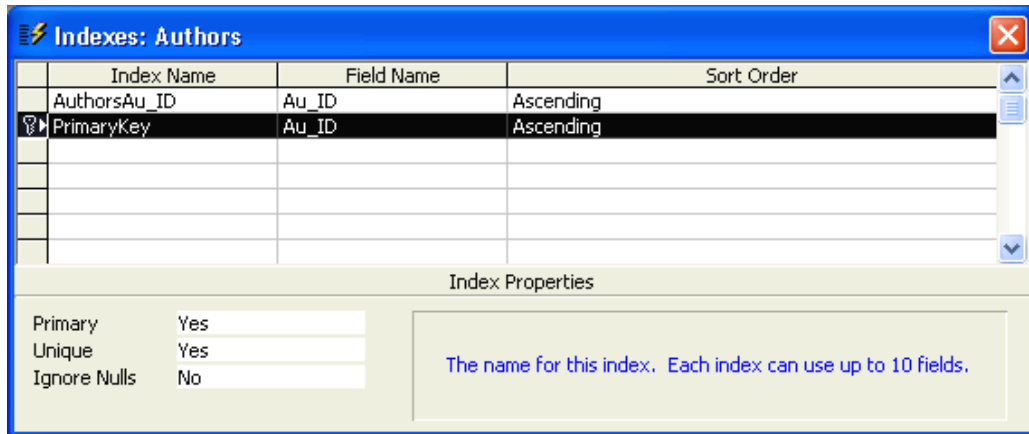 Indexes: Authors
Index Name Field Name Sort Order
AuthorsAu_ID Au_ID Ascending
PrimaryKey Au_ID Ascending
Index Properties
Primary Yes
Unique Yes
Ignore Nulls No
The name for this index. Each index can use up to 10 fields.